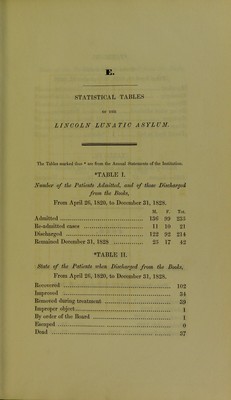 E.
STATISTICAL TABLES
OF THE
LINCOLN LUNATIC ASYLUM.
The Tables marked thus * are from the Annual Statements of the Institution.
*TABLE I.
Number of the Patients Admitted, and of those Discharged
from the Books,
From April 26, 1820, to December 31, 1828.
M. F. Tot.
Admitted 136 99 235
Re-admitted cases 11 10 21
Discharged 122 92 214
Remained December 31, 1828 25 17 42
*TABLE II.
State of the Patients when Discharged from the Books,
From April 26, 1820, to December 31, 1828.
Recovered 102
Improved 34
Removed during treatment 39
Improper object 1
By order of the Board 1
Escaped 0
Dead 37